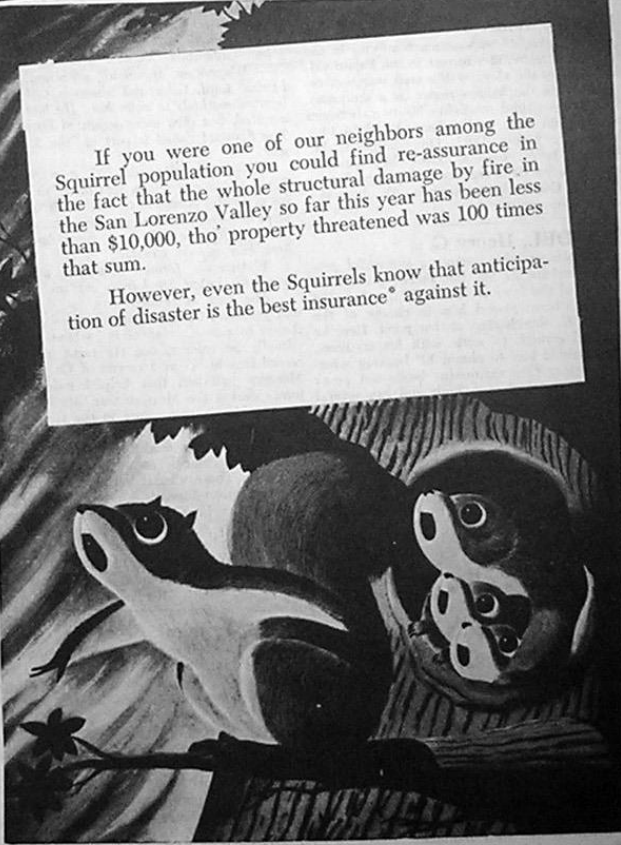 If you were one of our neighbors among the
Squirrel population you could find re-assurance in
the fact that the whole structural damage by fire in
the San Lorenzo Valley so far this year has been less
than $10,000, tho' property threatened was 100 times
that sum.
However, even the Squirrels know that anticipa-
tion of disaster is the best insurance* against it.